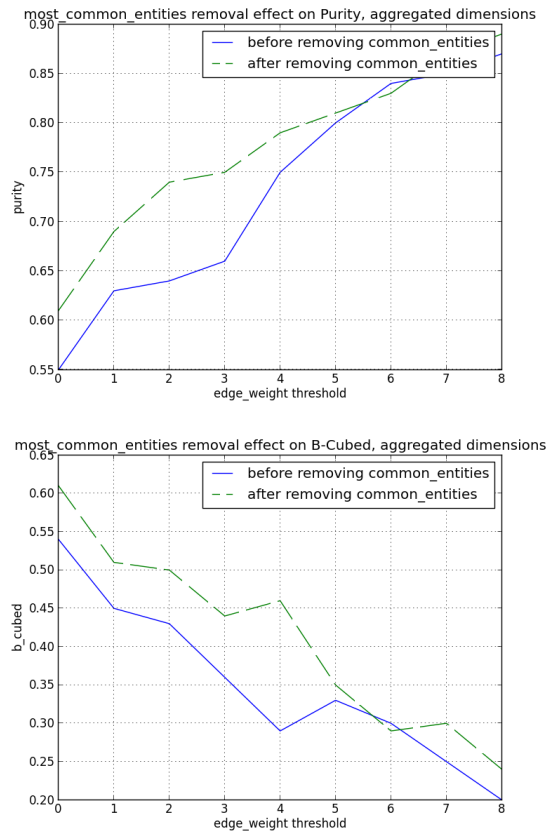 most_common_entities removal effect on Purity, aggregated dimensions
0.90
before removing common_entities
after removing common_entities
0.85
0.80
0.75
purity
0.70
0.65
0.60
0.55
0 1 2 3 4 5 6 7 8
edge_weight threshold
most_common_entities removal effect on B-Cubed, aggregated dimensions
0.65
before removing common_entities
after removing common_entities
0.60
0.55
0.50
0.45
b_cubed
0.40
0.35
0.30
0.25
0.20
0 1 2 3 4 5 6 7 8
edge_weight threshold